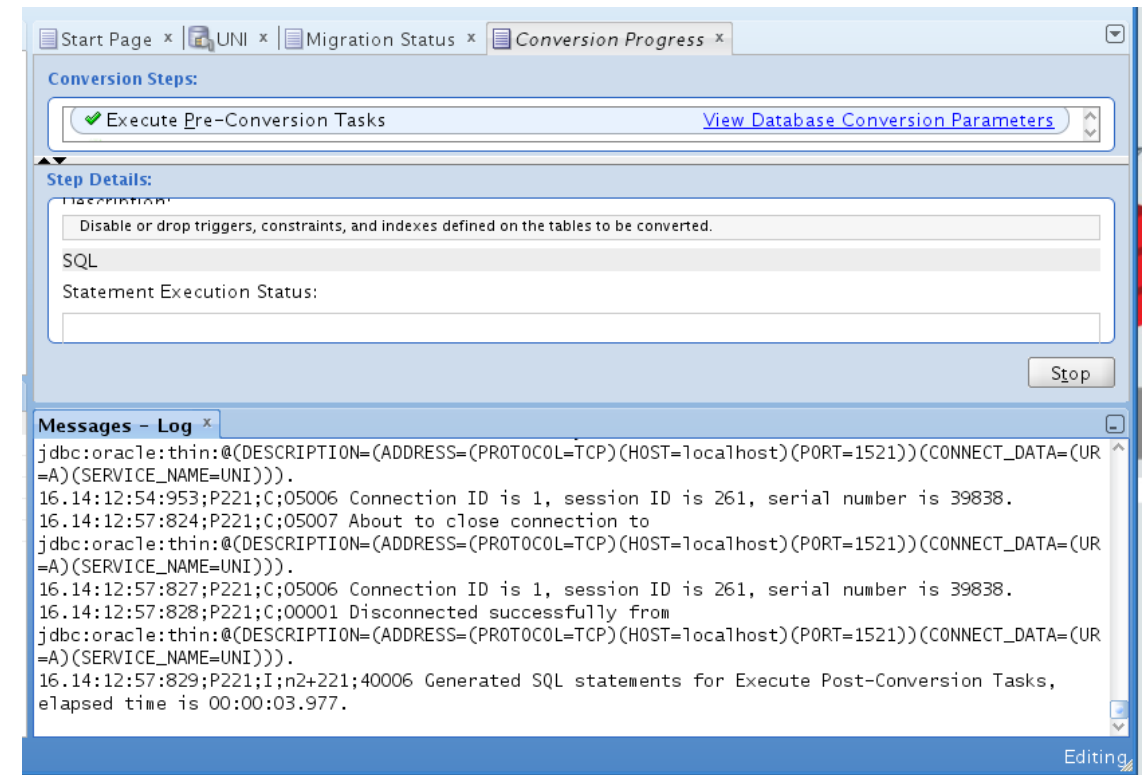 Start Page x UNI x Migration Status x Conversion Progress x
Conversion Steps:
Execute Pre-Conversion Tasks View Database Conversion Parameters
Step Details:
Description:
Disable or drop triggers, constraints, and indexes defined on the tables to be converted.
SQL
Statement Execution Status:
Stop
Messages - Log x
jdbc:oracle:thin:@(DESCRIPTION=(ADDRESS=(PROTOCOL=TCP)(HOST=localhost)(PORT=1521))(CONNECT_DATA=(UR
=A)(SERVICE_NAME=UNI))).
16.14:12:54:953;P221;C;05006 Connection ID is 1, session ID is 261, serial number is 39838.
16.14:12:57:824;P221;C;05007 About to close connection to
jdbc:oracle:thin:@(DESCRIPTION=(ADDRESS=(PROTOCOL=TCP)(HOST=localhost)(PORT=1521))(CONNECT_DATA=(UR
=A)(SERVICE_NAME=UNI))).
16.14:12:57:827;P221;C;05006 Connection ID is 1, session ID is 261, serial number is 39838.
16.14:12:57:828;P221;C;00001 Disconnected successfully from
jdbc:oracle:thin:@(DESCRIPTION=(ADDRESS=(PROTOCOL=TCP)(HOST=localhost)(PORT=1521))(CONNECT_DATA=(UR
=A)(SERVICE_NAME=UNI))).
16.14:12:57:829;P221;I;n2+221;40006 Generated SQL statements for Execute Post-Conversion Tasks,
elapsed time is 00:00:03.977.
Editing